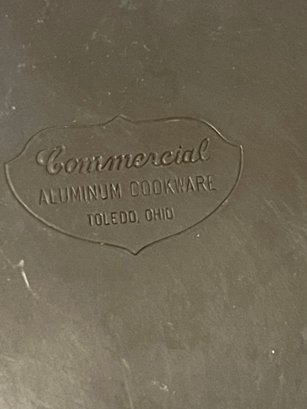 Commercial
ALUMINUM COOKWARE
TOLEDO, OHIO